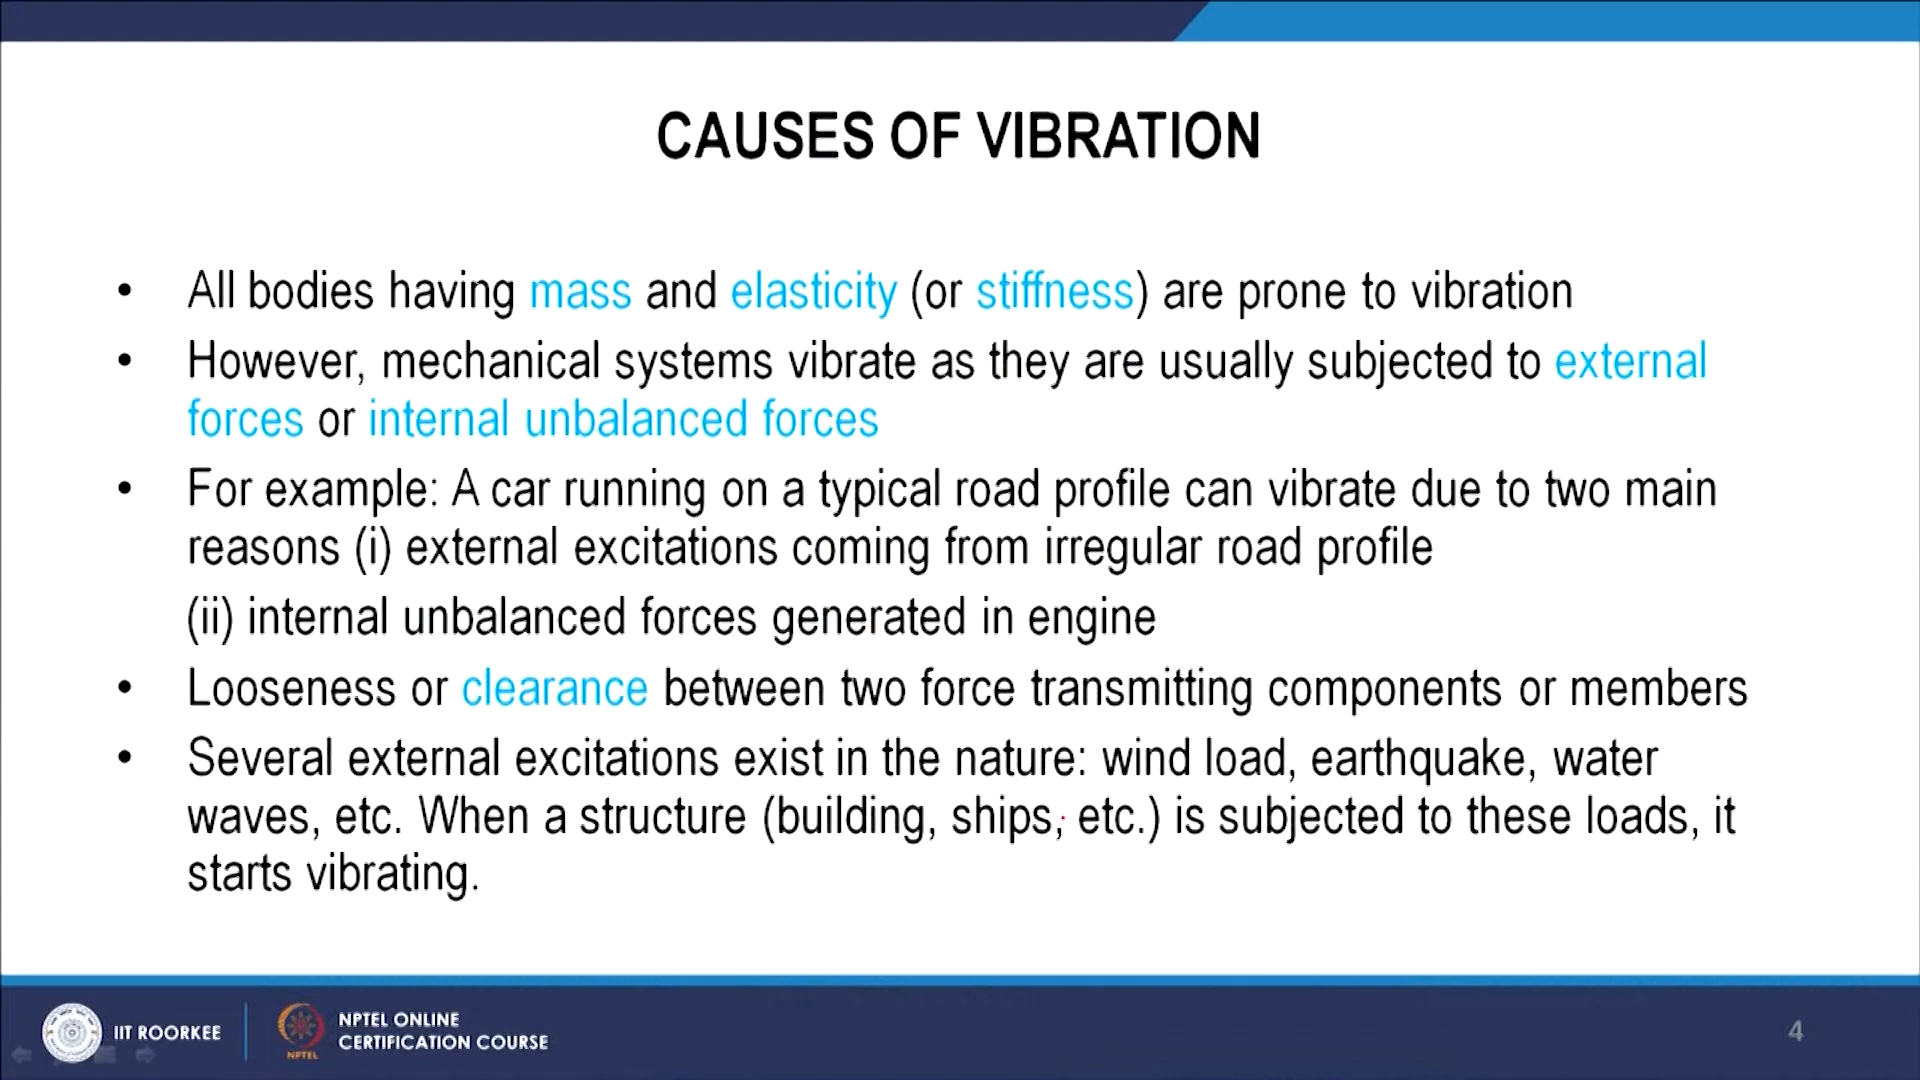 CAUSES OF VIBRATION
• All bodies having mass and elasticity (or stiffness) are prone to vibration
• However, mechanical systems vibrate as they are usually subjected to external
forces or internal unbalanced forces
• For example: A car running on a typical road profile can vibrate due to two main
reasons (i) external excitations coming from irregular road profile
(ii) internal unbalanced forces generated in engine
• Looseness or clearance between two force transmitting components or members
• Several external excitations exist in the nature: wind load, earthquake, water
waves, etc. When a structure (building, ships, etc.) is subjected to these loads, it
starts vibrating.
IIT ROORKEE
NPTEL
NPTEL ONLINE
CERTIFICATION COURSE
4